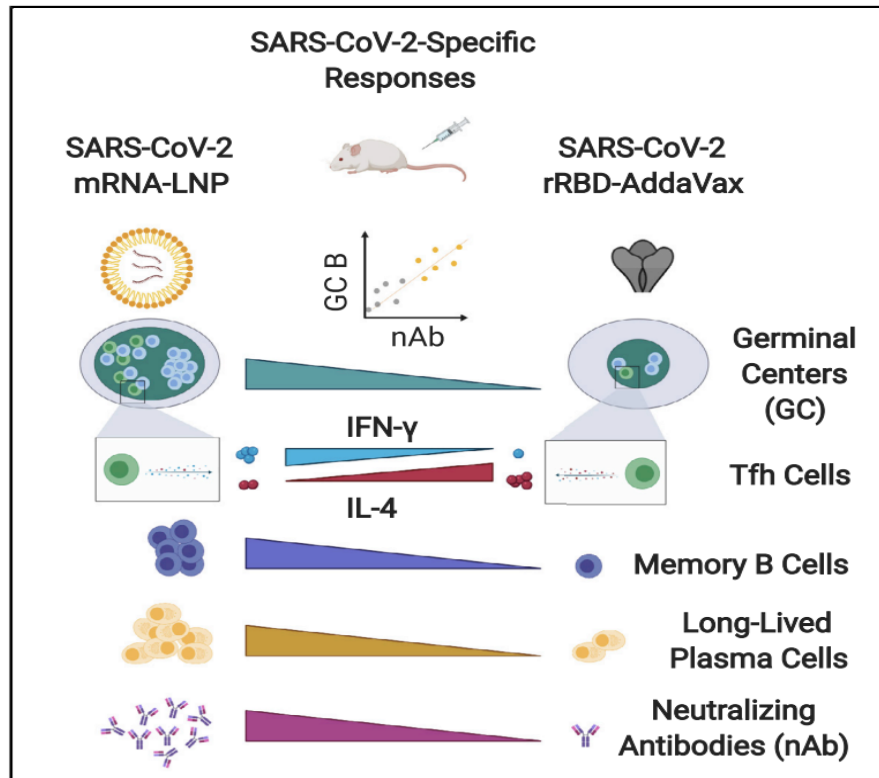 SARS-CoV-2-Specific
Responses
SARS-CoV-2
mRNA-LNP
SARS-CoV-2
rRBD-AddaVax
GC B
nAb
Germinal
Centers
(GC)
IFN-γ
IL-4
Tfh Cells
Memory B Cells
Long-Lived
Plasma Cells
Neutralizing
Antibodies (nAb)